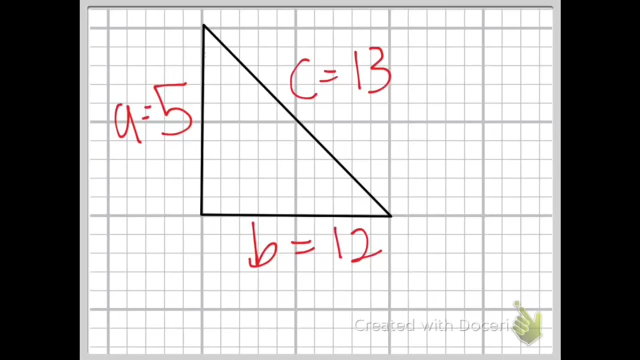 c = 13
a = 5
b = 12
Created with Doceri